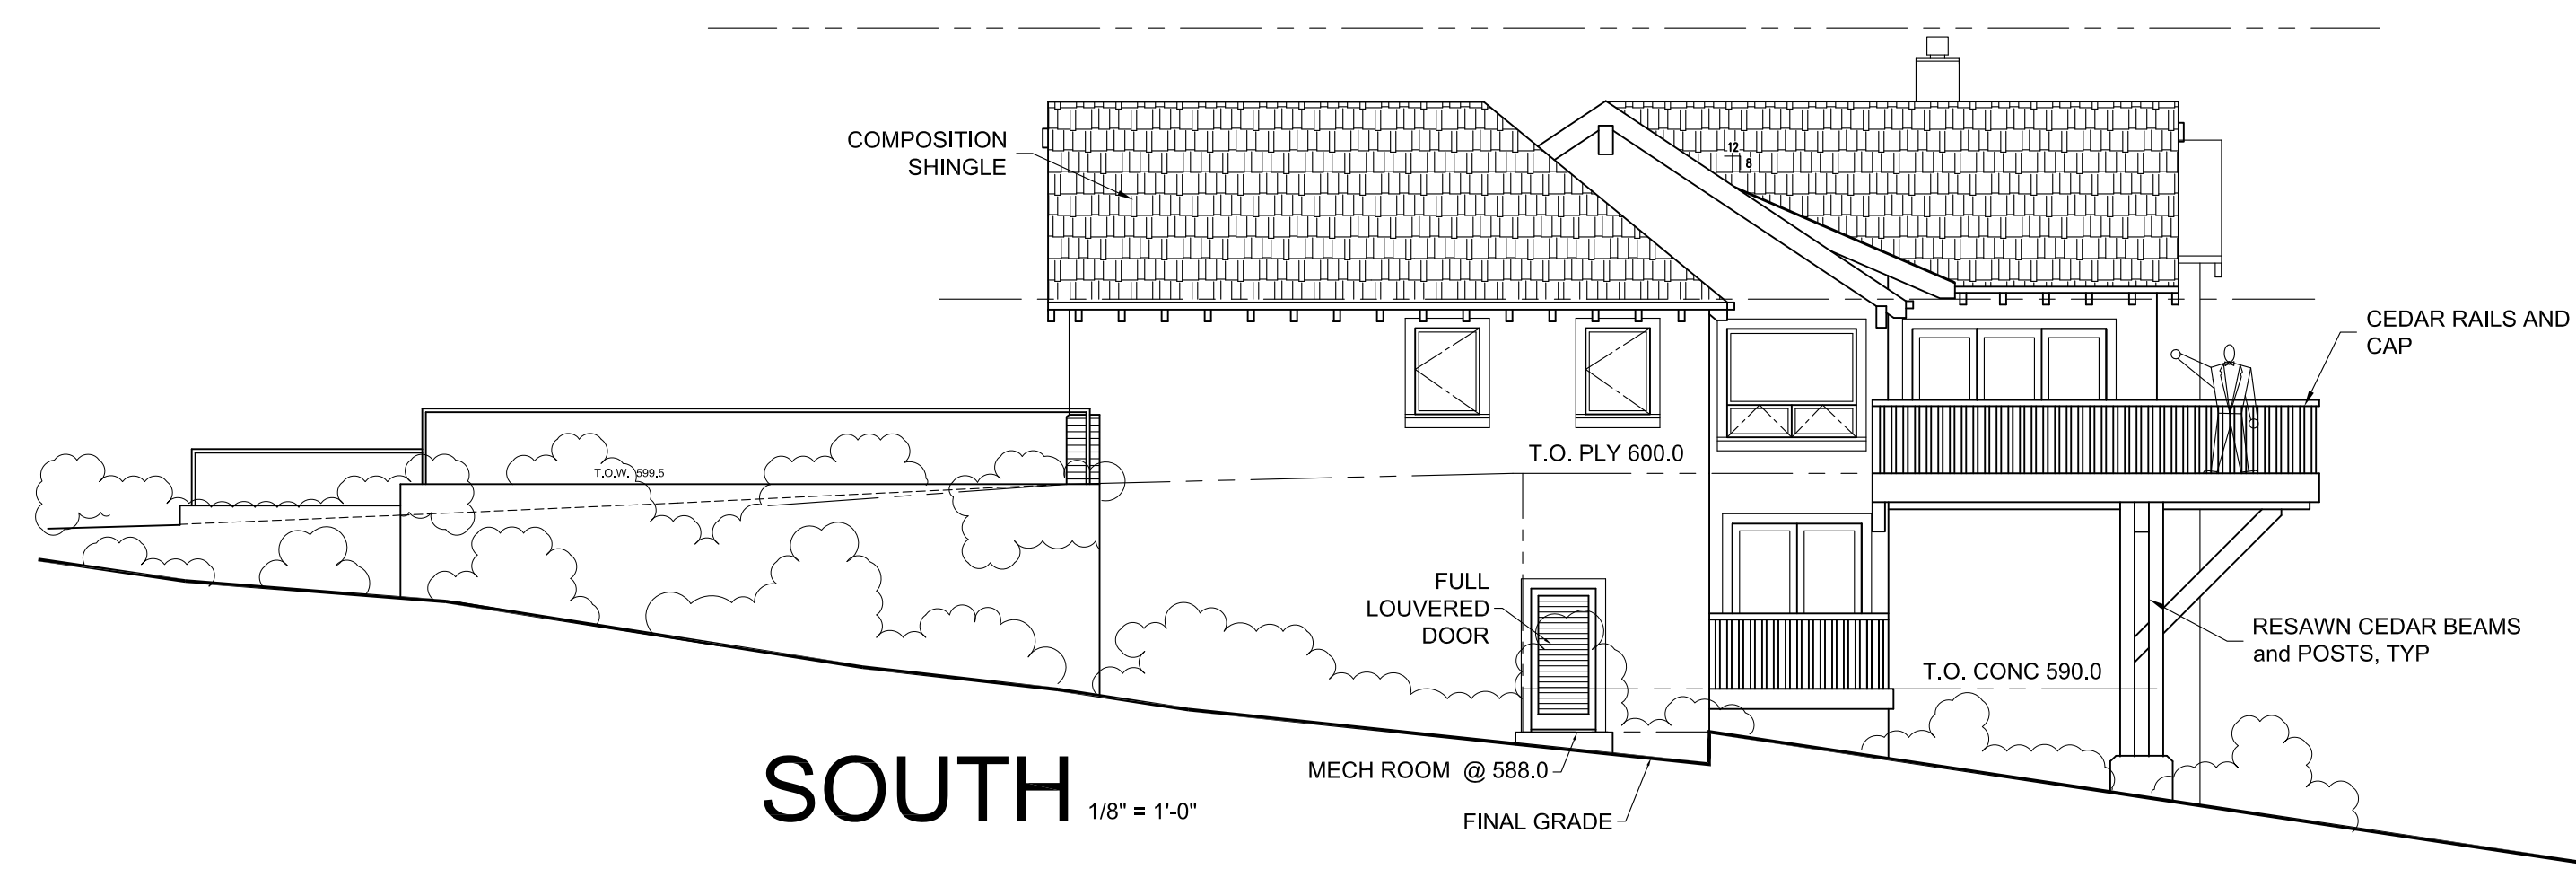 COMPOSITION
SHINGLE
12
8
CEDAR RAILS AND
CAP
T.O. PLY 600.0
T.O.W. 599.5
FULL
LOUVERED
DOOR
RESAWN CEDAR BEAMS
and POSTS, TYP
T.O. CONC 590.0
MECH ROOM @ 588.0
SOUTH 1/8" = 1'-0"
FINAL GRADE